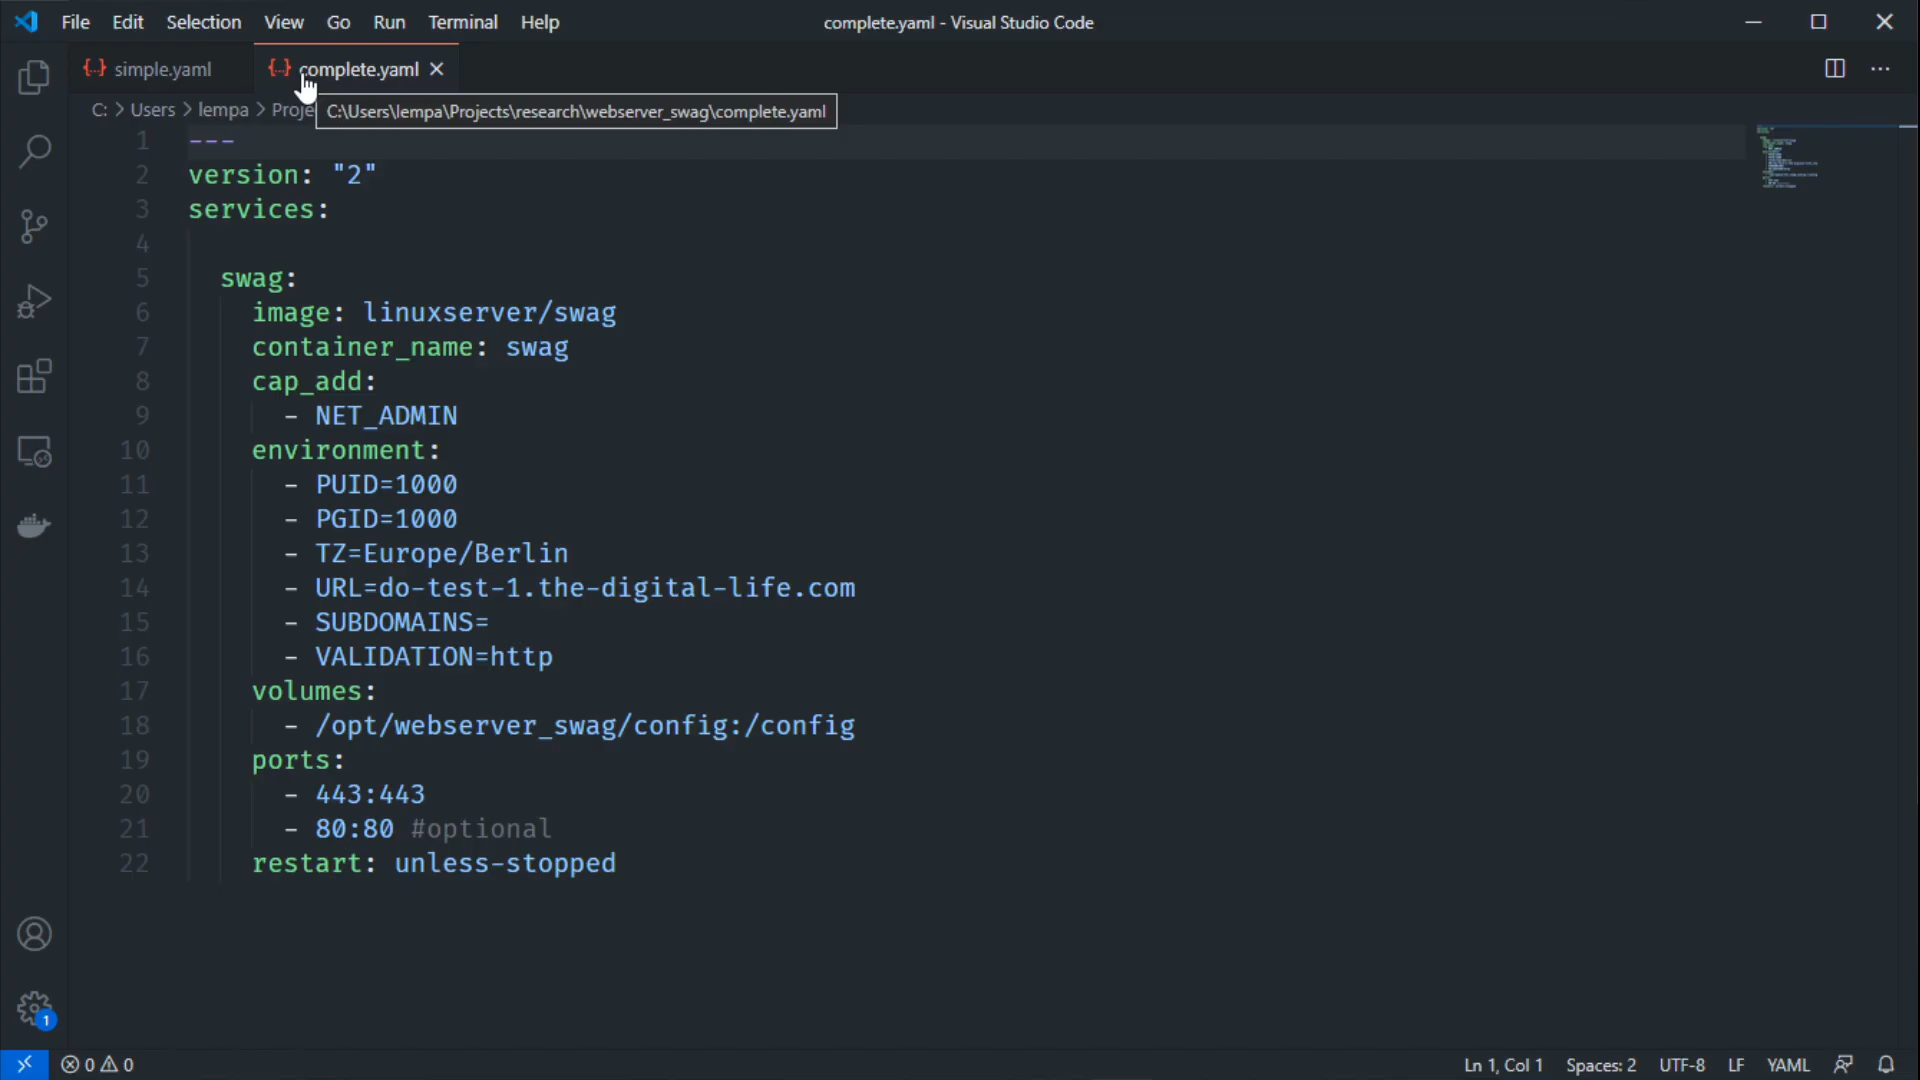 File Edit Selection View Go Run Terminal Help complete.yaml - Visual Studio Code
simple.yaml complete.yaml
C: > Users > lempa > Proje
C:\Users\lempa\Projects\research\webserver_swag\complete.yaml
1 ---
2 version: "2"
3 services:
4
5 swag:
6 image: linuxserver/swag
7 container_name: swag
8 cap_add:
9 - NET_ADMIN
10 environment:
11 - PUID=1000
12 - PGID=1000
13 - TZ=Europe/Berlin
14 - URL=do-test-1.the-digital-life.com
15 - SUBDOMAINS=
16 - VALIDATION=http
17 volumes:
18 - /opt/webserver_swag/config:/config
19 ports:
20 - 443:443
21 - 80:80 #optional
22 restart: unless-stopped
1
0 0 Ln 1, Col 1 Spaces: 2 UTF-8 LF YAML